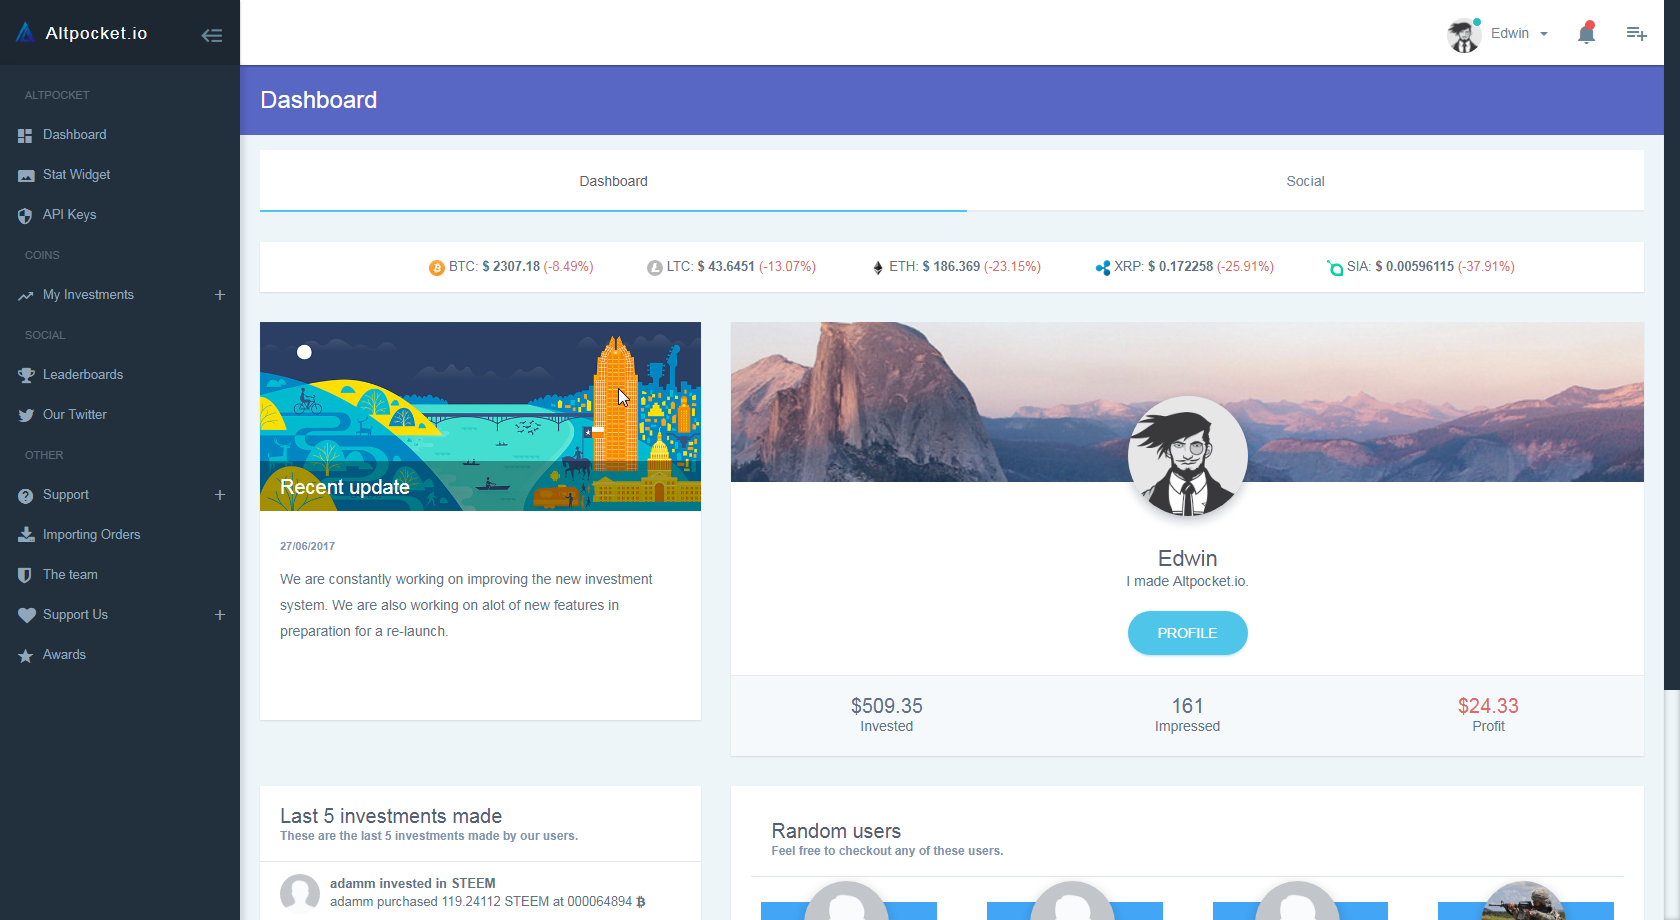 Altpocket.io
Edwin
ALTPOCKET
Dashboard
Stat Widget
API Keys
COINS
My Investments
SOCIAL
Leaderboards
Our Twitter
OTHER
Support
Importing Orders
The team
Support Us
Awards
Dashboard
Dashboard
Social
BTC: $ 2307.18 (-8.49%)
LTC: $ 43.6451 (-13.07%)
ETH: $ 186.369 (-23.15%)
XRP: $ 0.172258 (-25.91%)
SIA: $ 0.00596115 (-37.91%)
Recent update
27/06/2017
We are constantly working on improving the new investment
system. We are also working on alot of new features in
preparation for a re-launch.
Edwin
I made Altpocket.io.
PROFILE
$509.35
Invested
161
Impressed
$24.33
Profit
Last 5 investments made
These are the last 5 investments made by our users.
adamm invested in STEEM
adamm purchased 119.24112 STEEM at 000064894
Random users
Feel free to checkout any of these users.